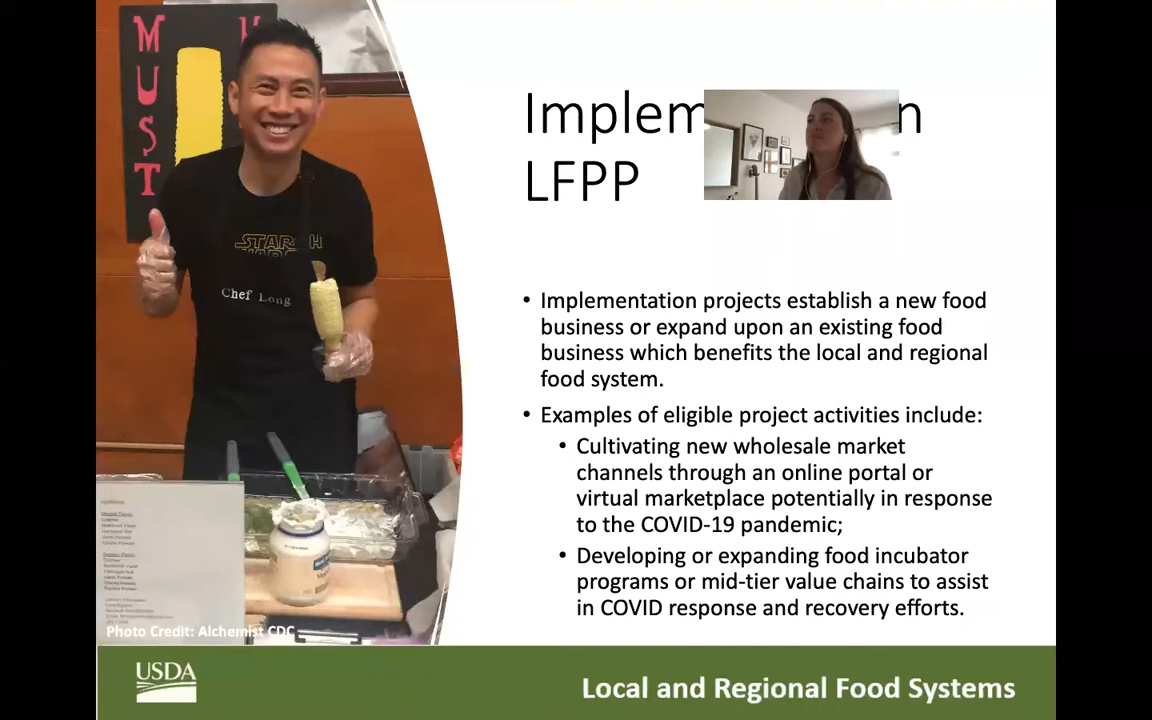 MUST
STAR
WARS
Chef Long
Photo Credit: Alchemist CDC
Implem n
LFPP
• Implementation projects establish a new food
business or expand upon an existing food
business which benefits the local and regional
food system.
• Examples of eligible project activities include:
• Cultivating new wholesale market
channels through an online portal or
virtual marketplace potentially in response
to the COVID-19 pandemic;
• Developing or expanding food incubator
programs or mid-tier value chains to assist
in COVID response and recovery efforts.
USDA
Local and Regional Food Systems